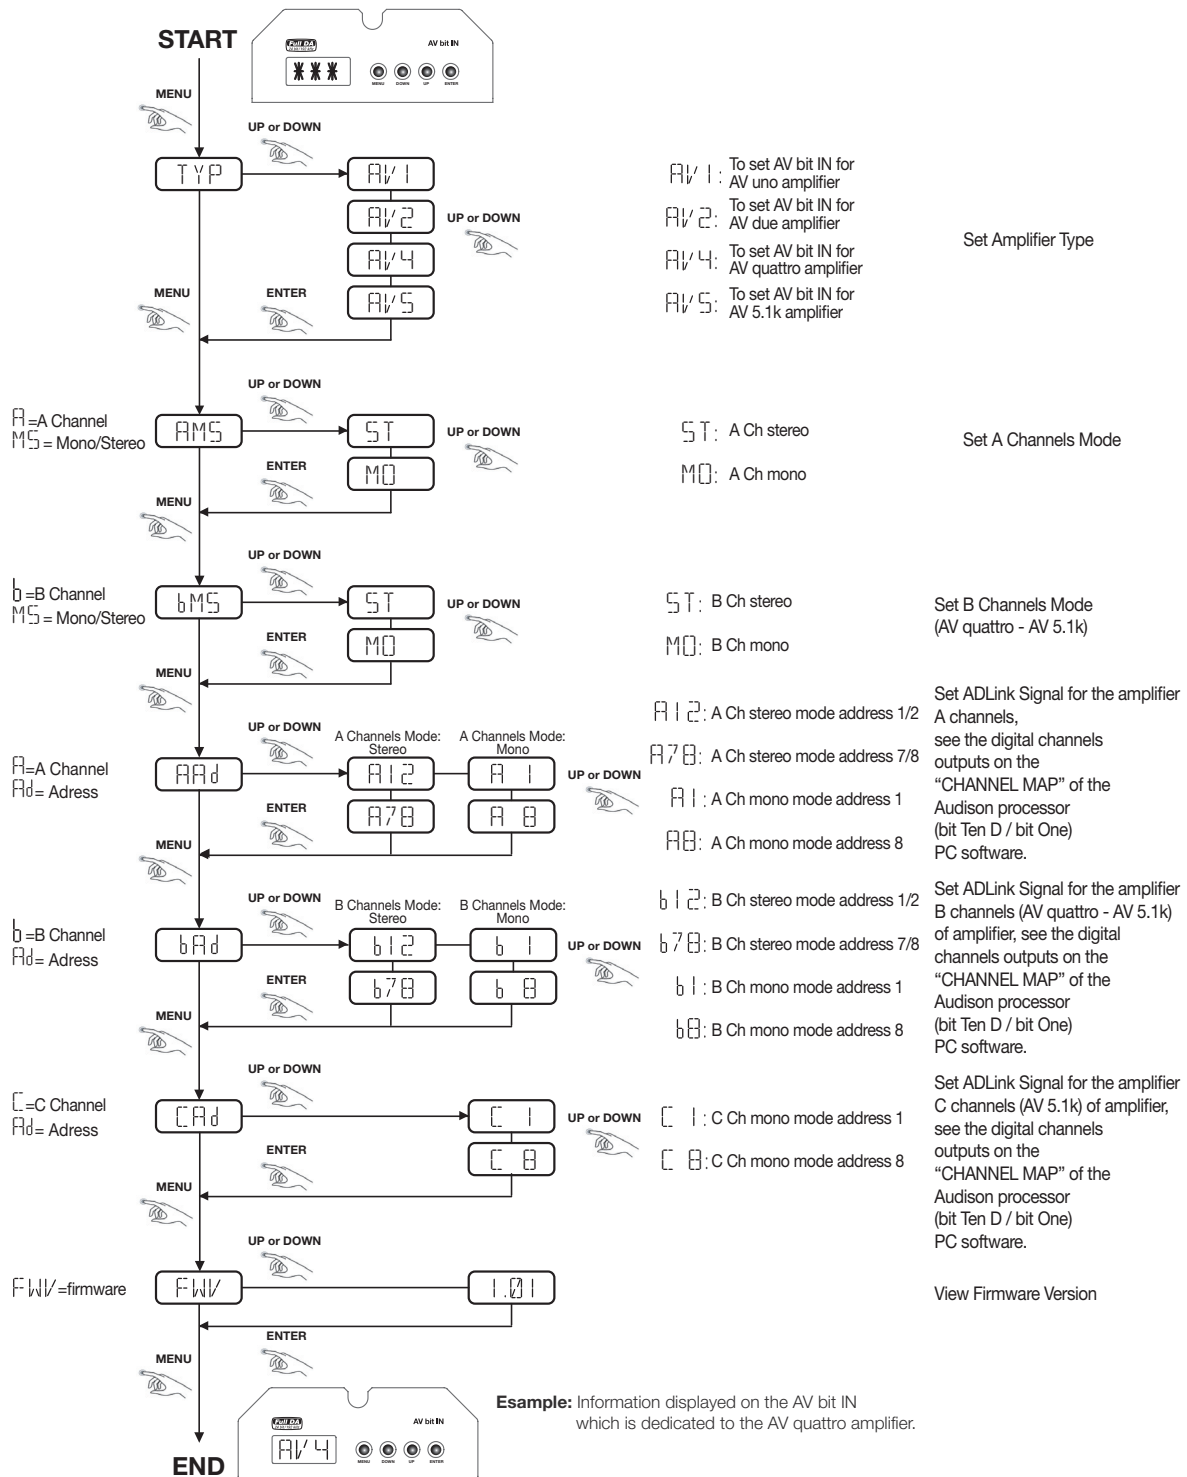 START
Full DA
AV bit IN
***
MENU DOWN UP ENTER
MENU
UP or DOWN
TYP
AV1
AV2
AV4
AV5
UP or DOWN
MENU
ENTER
AV1: To set AV bit IN for
AV uno amplifier
AV2: To set AV bit IN for
AV due amplifier
AV4: To set AV bit IN for
AV quattro amplifier
AV5: To set AV bit IN for
AV 5.1k amplifier
Set Amplifier Type
UP or DOWN
A=A Channel
MS= Mono/Stereo
AMS
ST
MO
UP or DOWN
ENTER
MENU
ST: A Ch stereo
MO: A Ch mono
Set A Channels Mode
UP or DOWN
b=B Channel
MS= Mono/Stereo
bMS
ST
MO
UP or DOWN
ENTER
MENU
ST: B Ch stereo
MO: B Ch mono
Set B Channels Mode
(AV quattro - AV 5.1k)
UP or DOWN
A Channels Mode:
Stereo
A Channels Mode:
Mono
A=A Channel
Ad= Adress
AAd
A12
A 1
A78
A 8
UP or DOWN
ENTER
MENU
A12: A Ch stereo mode address 1/2
A78: A Ch stereo mode address 7/8
A1: A Ch mono mode address 1
A8: A Ch mono mode address 8
Set ADLink Signal for the amplifier
A channels,
see the digital channels
outputs on the
“CHANNEL MAP” of the
Audison processor
(bit Ten D / bit One)
PC software.
UP or DOWN
B Channels Mode:
Stereo
B Channels Mode:
Mono
b=B Channel
Ad= Adress
bAd
b12
b 1
b78
b 8
UP or DOWN
ENTER
MENU
b12: B Ch stereo mode address 1/2
b78: B Ch stereo mode address 7/8
b1: B Ch mono mode address 1
b8: B Ch mono mode address 8
Set ADLink Signal for the amplifier
B channels (AV quattro - AV 5.1k)
of amplifier, see the digital
channels outputs on the
“CHANNEL MAP” of the
Audison processor
(bit Ten D / bit One)
PC software.
UP or DOWN
C=C Channel
Ad= Adress
CAd
C 1
C 8
UP or DOWN
ENTER
MENU
C 1: C Ch mono mode address 1
C 8: C Ch mono mode address 8
Set ADLink Signal for the amplifier
C channels (AV 5.1k) of amplifier,
see the digital channels
outputs on the
“CHANNEL MAP” of the
Audison processor
(bit Ten D / bit One)
PC software.
UP or DOWN
FWV=firmware
FWV
1.01
View Firmware Version
ENTER
MENU
END
Full DA
AV bit IN
AV4
MENU DOWN UP ENTER
Esample: Information displayed on the AV bit IN
which is dedicated to the AV quattro amplifier.